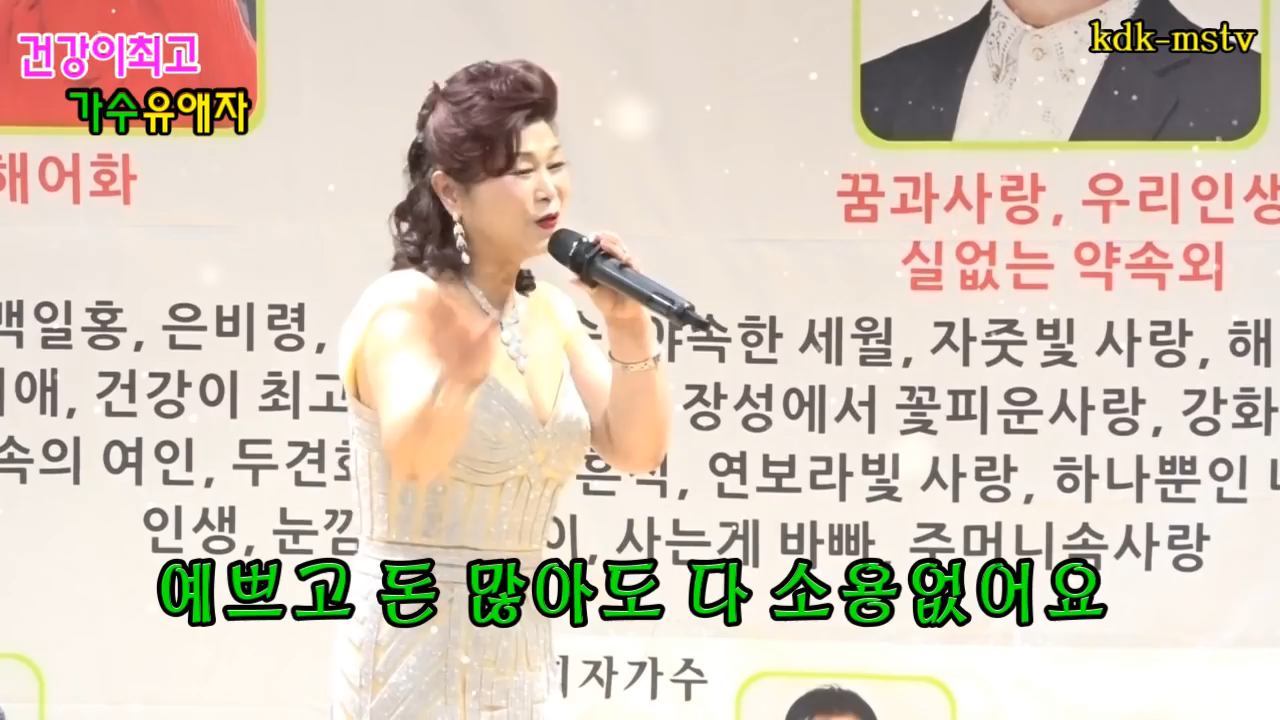 건강이최고
kdk-mstv
가수유애자
해어화
꿈과사랑, 우리인생
실없는 약속외
백일홍, 은비령,
야속한 세월, 자줏빛 사랑, 해
애, 건강이 최고
장성에서 꽃피운사랑, 강화
속의 여인, 두견화
연보라빛 사랑, 하나뿐인
인생, 눈깜
이, 사는게 바빠, 주머니속사랑
예쁘고 돈 많아도 다 소용없어요
자가수